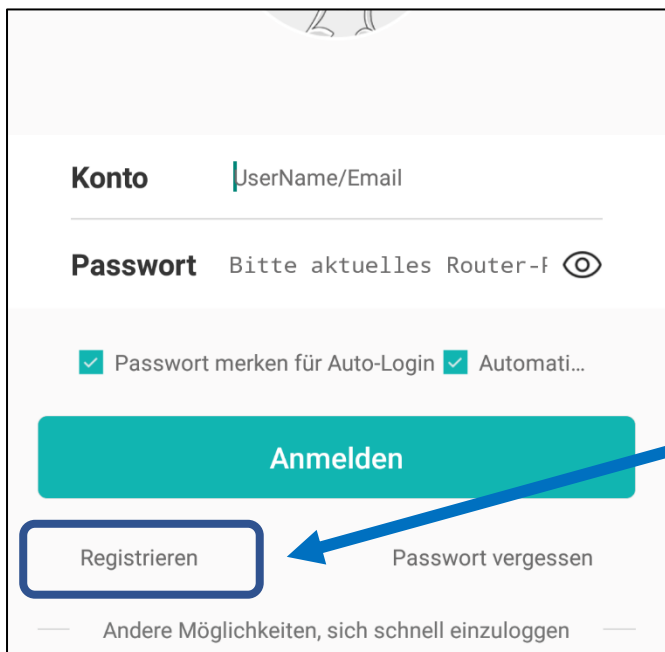 Konto UserName/Email
Passwort Bitte aktuelles Router-
Passwort merken für Auto-Login Automati...
Anmelden
Registrieren Passwort vergessen
Andere Möglichkeiten, sich schnell einzuloggen